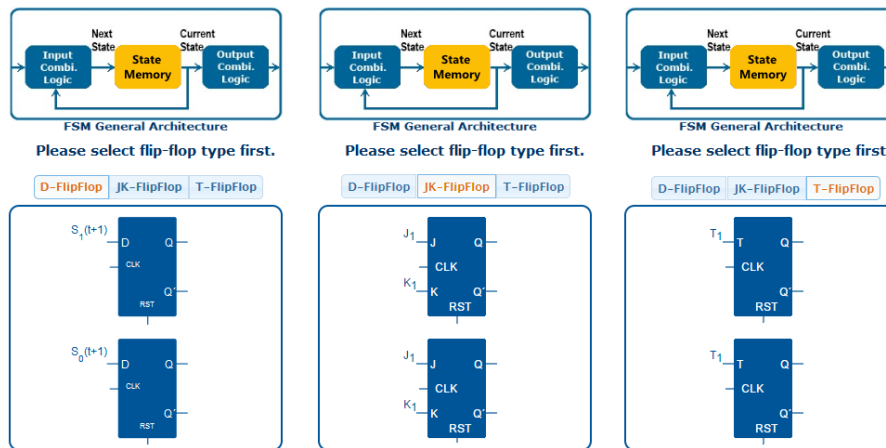 Next
State
Current
State
Input
Combi.
Logic
State
Memory
Output
Combi.
Logic
FSM General Architecture
Please select flip-flop type first.
D-FlipFlop JK-FlipFlop T-FlipFlop
S1(t+1)
D Q
CLK
Q'
RST
S0(t+1)
D Q
CLK
Q'
RST
Next
State
Current
State
Input
Combi.
Logic
State
Memory
Output
Combi.
Logic
FSM General Architecture
Please select flip-flop type first.
D-FlipFlop JK-FlipFlop T-FlipFlop
J1 J Q
CLK
K1 K Q'
RST
J1 J Q
CLK
K1 K Q'
RST
Next
State
Current
State
Input
Combi.
Logic
State
Memory
Output
Combi.
Logic
FSM General Architecture
Please select flip-flop type first
D-FlipFlop JK-FlipFlop T-FlipFlop
T1 T Q
CLK
Q'
RST
T1 T Q
CLK
Q'
RST